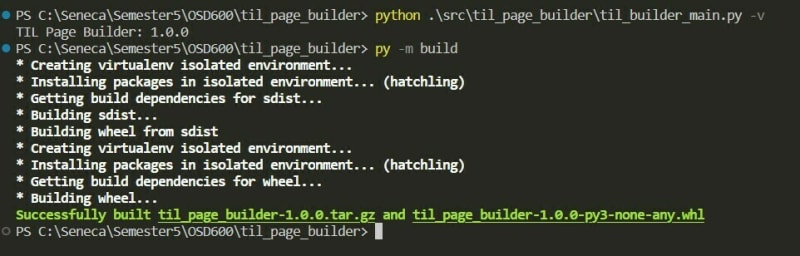 PS C:\Seneca\Semester5\OSD600\til_page_builder> python .\src\til_page_builder\til_builder_main.py -v
TIL Page Builder: 1.0.0
PS C:\Seneca\Semester5\OSD600\til_page_builder> py -m build
* Creating virtualenv isolated environment...
* Installing packages in isolated environment... (hatchling)
* Getting build dependencies for sdist...
* Building sdist...
* Building wheel from sdist
* Creating virtualenv isolated environment...
* Installing packages in isolated environment... (hatchling)
* Getting build dependencies for wheel...
* Building wheel...
Successfully built til_page_builder-1.0.0.tar.gz and til_page_builder-1.0.0-py3-none-any.whl
PS C:\Seneca\Semester5\OSD600\til_page_builder>